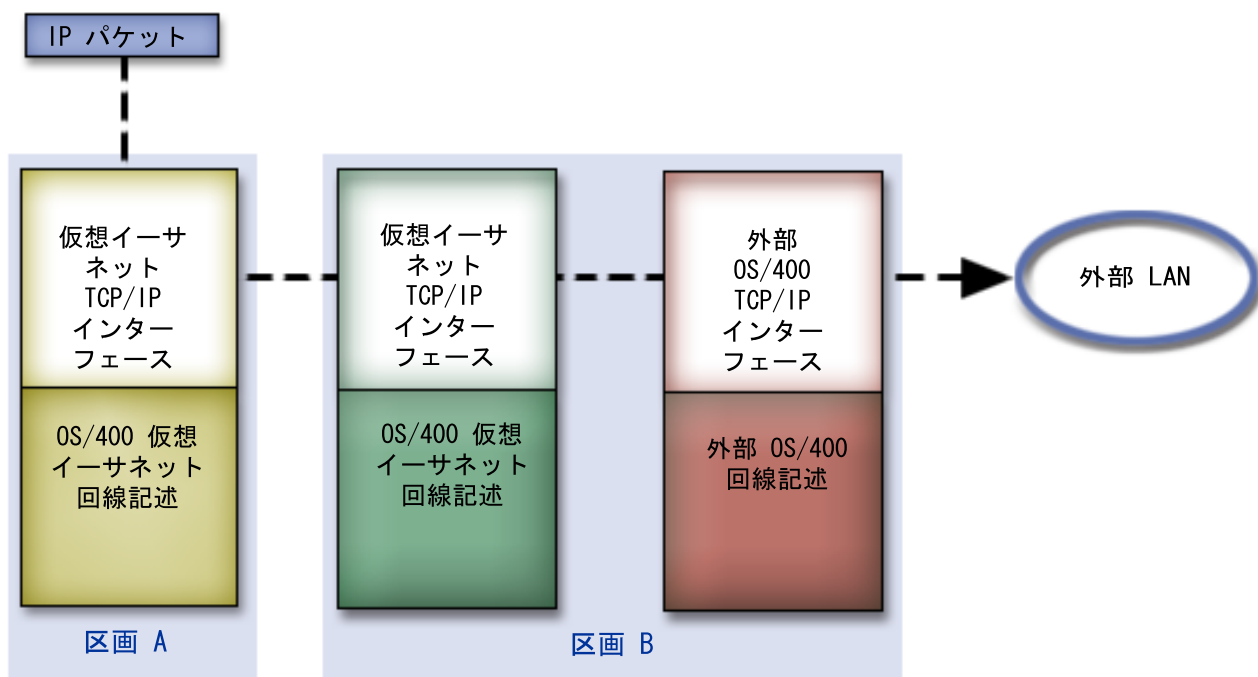 IP パケット
仮想イーサ
ネット
TCP/IP
インター
フェース
OS/400 仮想
イーサネット
回線記述
区画 A
仮想イーサ
ネット
TCP/IP
インター
フェース
OS/400 仮想
イーサネット
回線記述
外部
OS/400
TCP/IP
インター
フェース
外部 OS/400
回線記述
区画 B
外部 LAN